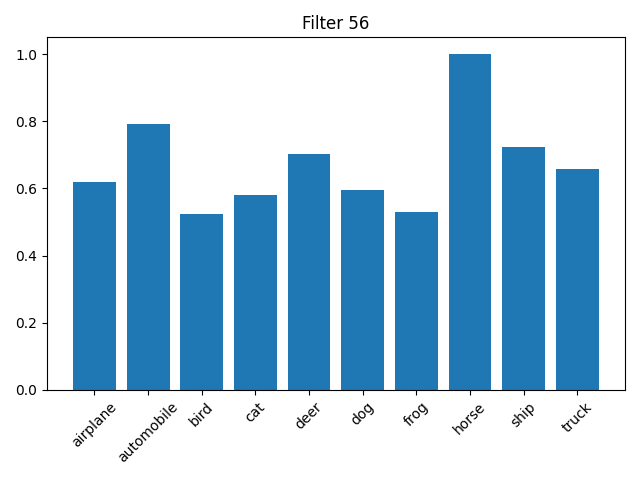 Filter 56
1.0
0.8
0.6
0.4
0.2
0.0
airplane
automobile
bird
cat
deer
dog
frog
horse
ship
truck